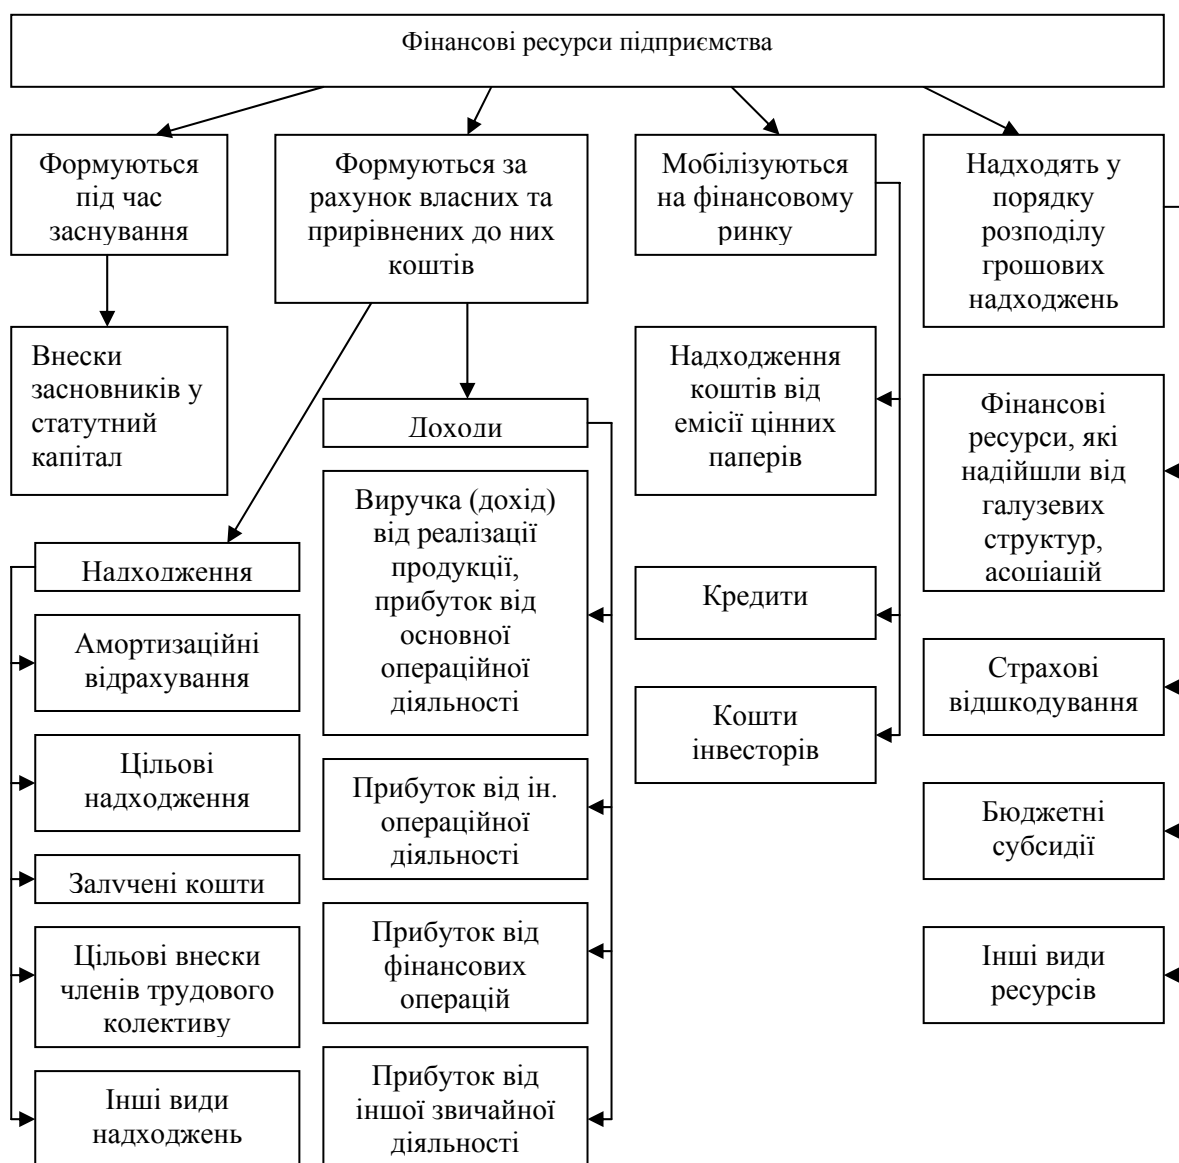 Фінансові ресурси підприємства
Формуються
під час
заснування
Формуються за
рахунок власних та
прирівнених до них
коштів
Мобілізуються
на фінансовому
ринку
Надходять у
порядку
розподілу
грошових
надходжень
Внески
засновників у
статутний
капітал
Надходження
Амортизаційні
відрахування
Цільові
надходження
Залучені кошти
Цільові внески
членів трудового
колективу
Інші види
надходжень
Доходи
Виручка (дохід)
від реалізації
продукції,
прибуток від
основної
операційної
діяльності
Прибуток від ін.
операційної
діяльності
Прибуток від
фінансових
операцій
Прибуток від
іншої звичайної
діяльності
Надходження
коштів від
емісії цінних
паперів
Кредити
Кошти
інвесторів
Фінансові
ресурси, які
надійшли від
галузевих
структур,
асоціацій
Страхові
відшкодування
Бюджетні
субсидії
Інші види
ресурсів